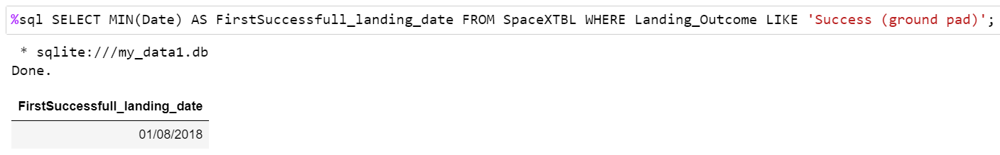 %sql SELECT MIN(Date) AS FirstSuccessfull_landing_date FROM SpaceXTBL WHERE Landing_Outcome LIKE 'Success (ground pad)';
* sqlite:///my_data1.db
Done.
FirstSuccessfull_landing_date
01/08/2018